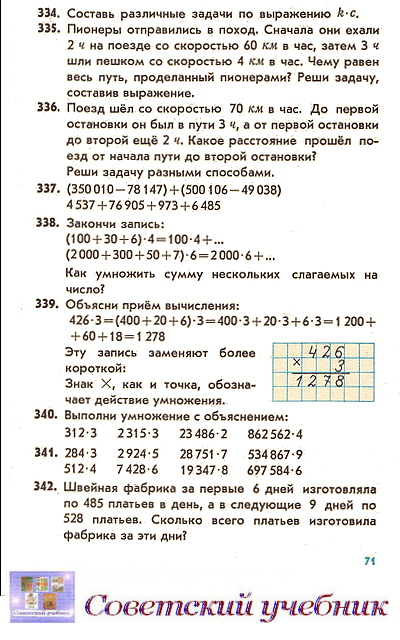 334. Составь различные задачи по выражению k·c.
335. Пионеры отправились в поход. Сначала они ехали
2 ч на поезде со скоростью 60 км в час, затем 3 ч
шли пешком со скоростью 4 км в час. Чему равен
весь путь, проделанный пионерами? Реши задачу,
составив выражение.
336. Поезд шёл со скоростью 70 км в час. До первой
остановки он был в пути 3 ч, а от первой остановки
до второй ещё 2 ч. Какое расстояние прошёл по-
езд от начала пути до второй остановки?
Реши задачу разными способами.
337. (350 010−78 147)+(500 106−49 038)
4 537+76 905+973+6 485
338. Закончи запись:
(100+30+6)·4=100·4+...
(2 000+300+50+7)·6=2 000·6+...
Как умножить сумму нескольких слагаемых на
число?
339. Объясни приём вычисления:
426·3=(400+20+6)·3=400·3+20·3+6·3=1 200+
+60+18=1 278
Эту запись заменяют более
короткой:
Знак ×, как и точка, обозна-
чает действие умножения.
426
× 3
1278
340. Выполни умножение с объяснением:
312·3 2 315·3 23 486·2 862 562·4
341. 284·3 2 924·5 28 751·7 534 867·9
512·4 7 428·6 19 347·8 697 584·6
342. Швейная фабрика за первые 6 дней изготовляла
по 485 платьев в день, а в следующие 9 дней по
528 платьев. Сколько всего платьев изготовила
фабрика за эти дни?
71
Советский учебник
Советский учебник